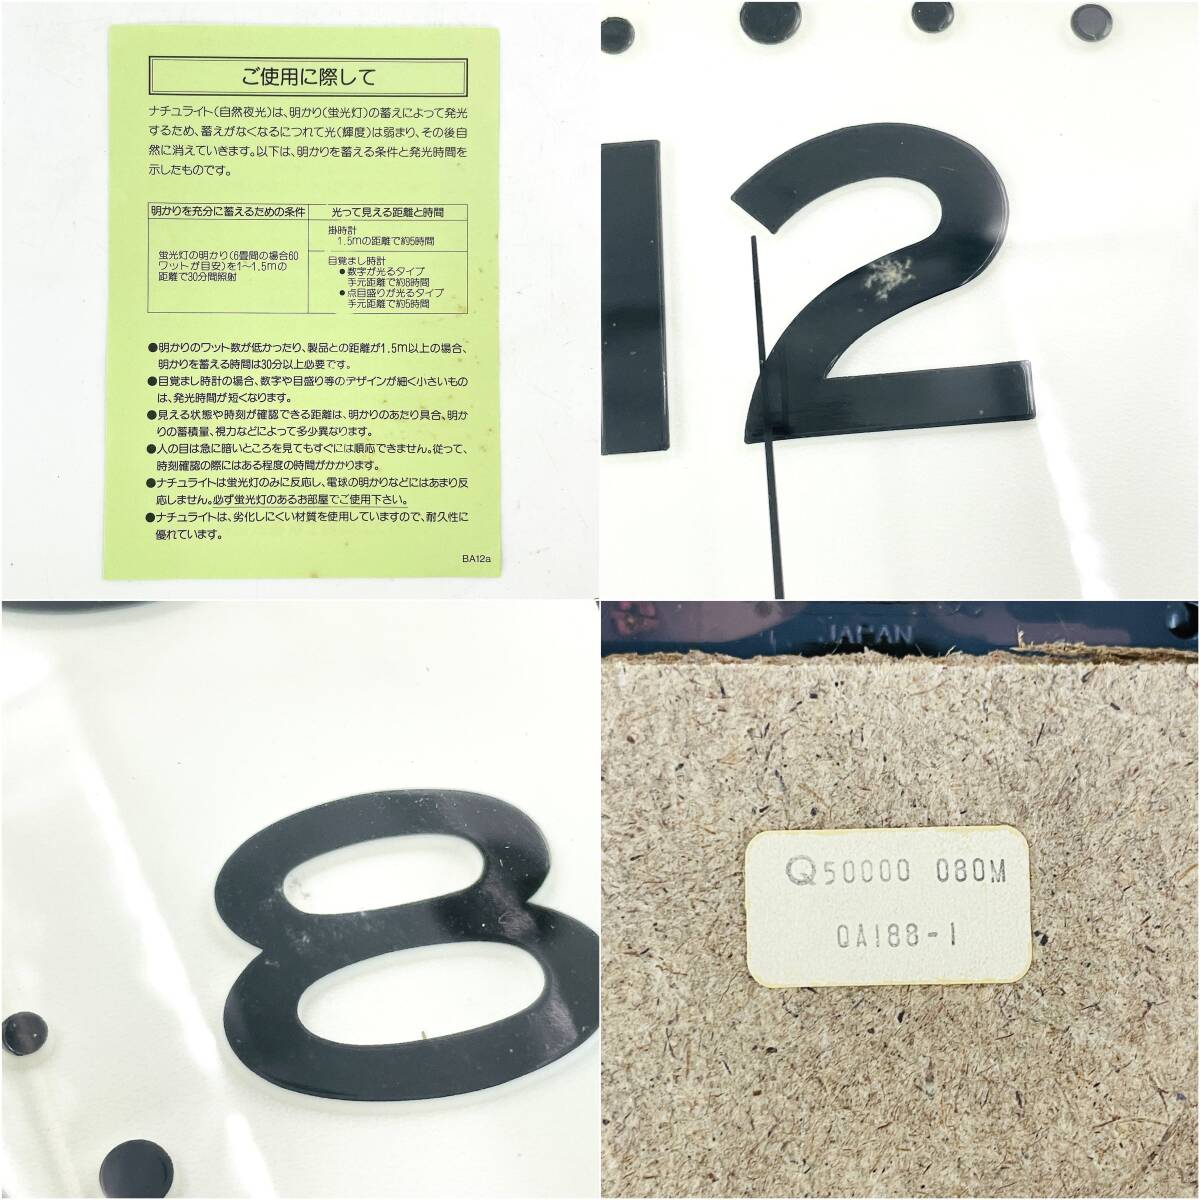 ご使用に際して
ナチュライト(自然夜光)は、明かり(蛍光灯)の蓄えによって発光
するため、蓄えがなくなるにつれて光(輝度)は弱まり、その後自
然に消えていきます。以下は、明かりを蓄える条件と発光時間を
示したものです。
明かりを充分に蓄えるための条件
光って見える距離と時間
蛍光灯の明かり(6畳間の場合60
ワットが目安)を1〜1.5mの
距離で30分間照射
掛時計
1.5mの距離で約5時間
目覚まし時計
●数字が光るタイプ
手元距離で約8時間
●点目盛りが光るタイプ
手元距離で約5時間
●明かりのワット数が低かったり、製品との距離が1.5m以上の場合、
明かりを蓄える時間は30分以上必要です。
●目覚まし時計の場合、数字や目盛り等のデザインが細く小さいもの
は、発光時間が短くなります。
●見える状態や時刻が確認できる距離は、明かりのあたり具合、明か
りの蓄積量、視力などによって多少異なります。
●人の目は急に暗いところを見てもすぐには順応できません。従って、
時刻確認の際にはある程度の時間がかかります。
●ナチュライトは蛍光灯のみに反応し、電球の明かりなどにはあまり反
応しません。必ず蛍光灯のあるお部屋でご使用下さい。
●ナチュライトは、劣化しにくい材質を使用していますので、耐久性に
優れています。
BA12a
12
8
JAPAN
Q50000 080M
QA188-1